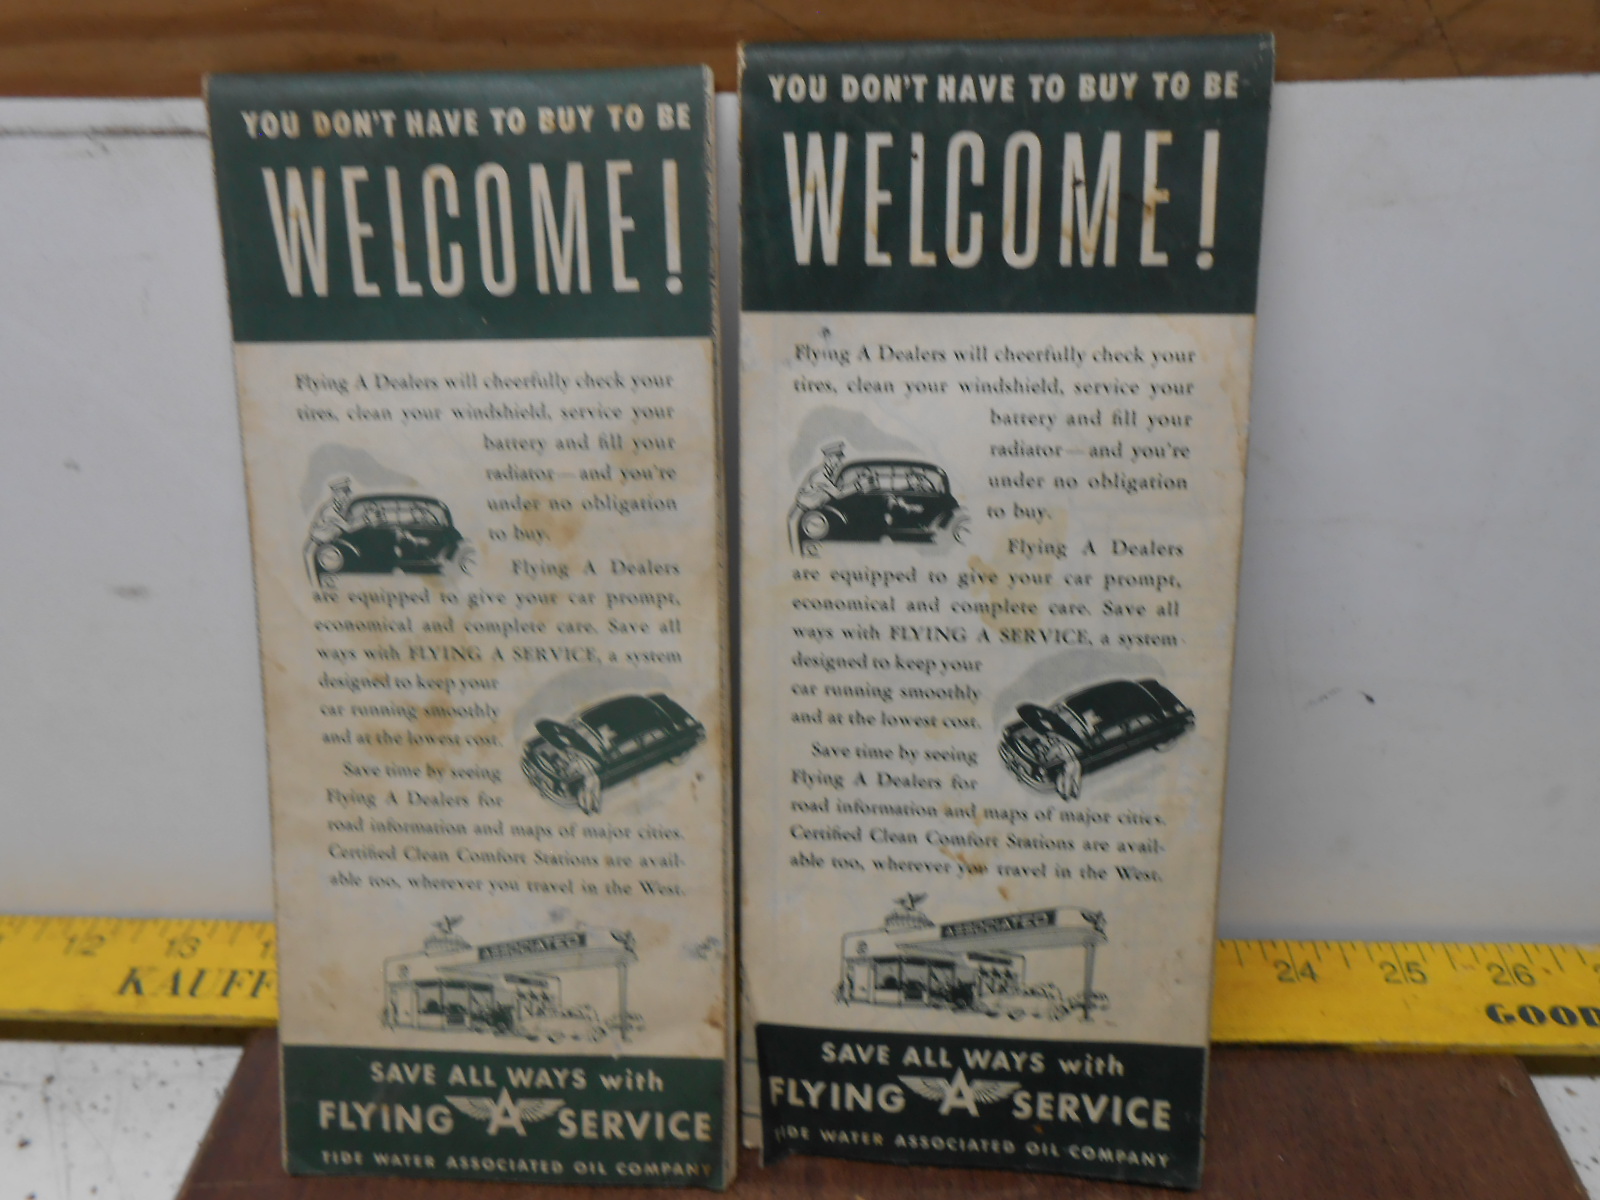 YOU DON'T HAVE TO BUY TO BE
WELCOME!
Flying A Dealers will cheerfully check your
tires, clean your windshield, service your
battery and fill your
radiator—and you're
under no obligation
to buy.
Flying A Dealers
are equipped to give your car prompt,
economical and complete care. Save all
ways with FLYING A SERVICE, a system
designed to keep your
car running smoothly
and at the lowest cost.
Save time by seeing
Flying A Dealers for
road information and maps of major cities.
Certified Clean Comfort Stations are avail-
able too, wherever you travel in the West.
ASSOCIATED
SAVE ALL WAYS with
FLYING A SERVICE
TIDE WATER ASSOCIATED OIL COMPANY
YOU DON'T HAVE TO BUY TO BE
WELCOME!
Flying A Dealers will cheerfully check your
tires, clean your windshield, service your
battery and fill your
radiator—and you're
under no obligation
to buy.
Flying A Dealers
are equipped to give your car prompt,
economical and complete care. Save all
ways with FLYING A SERVICE, a system
designed to keep your
car running smoothly
and at the lowest cost.
Save time by seeing
Flying A Dealers for
road information and maps of major cities.
Certified Clean Comfort Stations are avail-
able too, wherever you travel in the West.
ASSOCIATED
SAVE ALL WAYS with
FLYING A SERVICE
TIDE WATER ASSOCIATED OIL COMPANY
12 13
KAUFF
24 25 26
GOOD